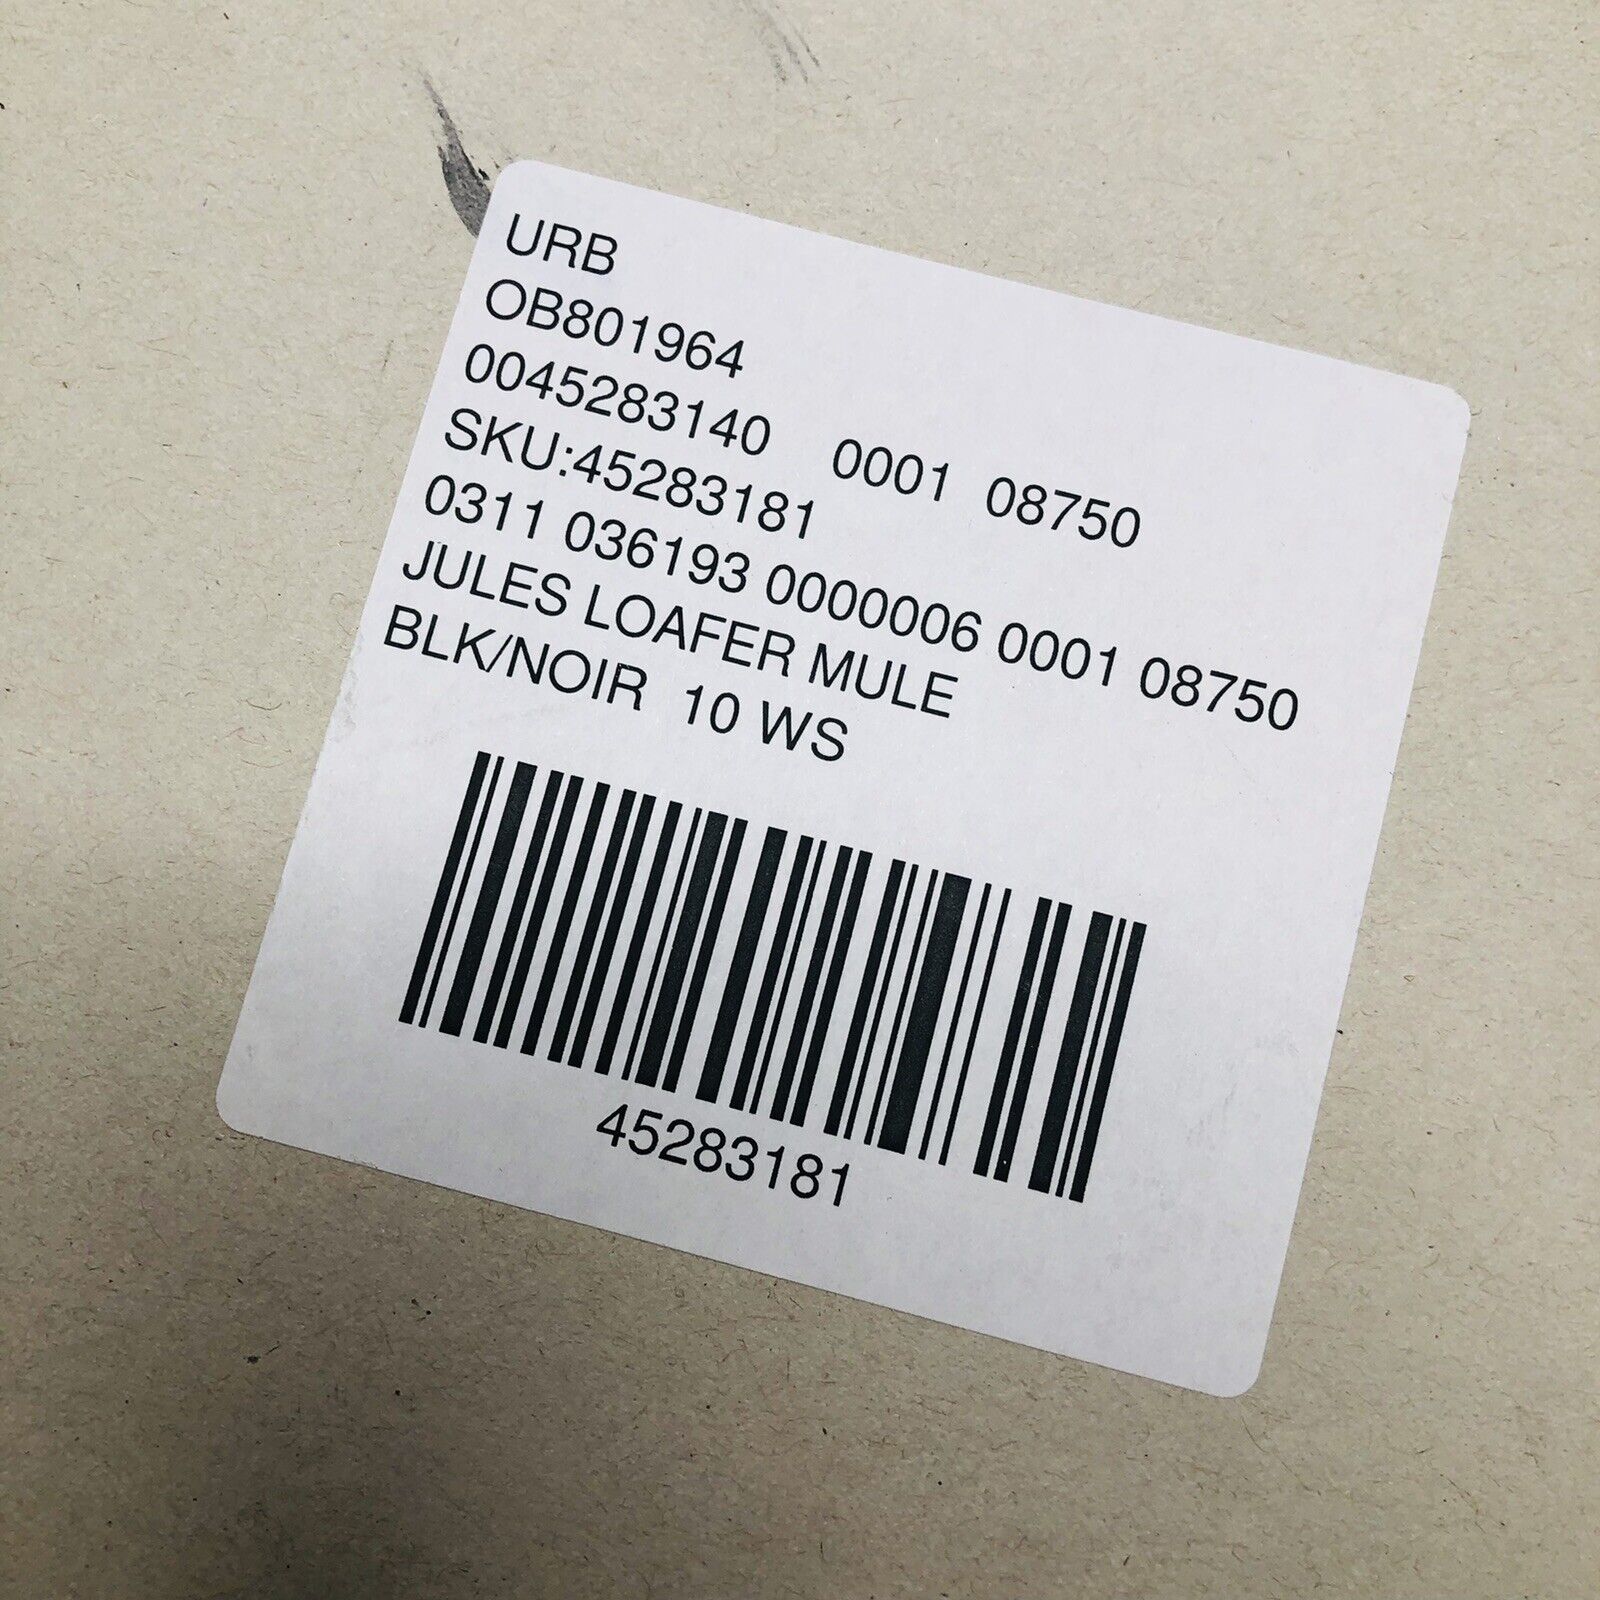 URB
OB801964
0045283140 0001 08750
SKU:45283181
0311 036193 0000006 0001 08750
JULES LOAFER MULE
BLK/NOIR 10 WS
45283181